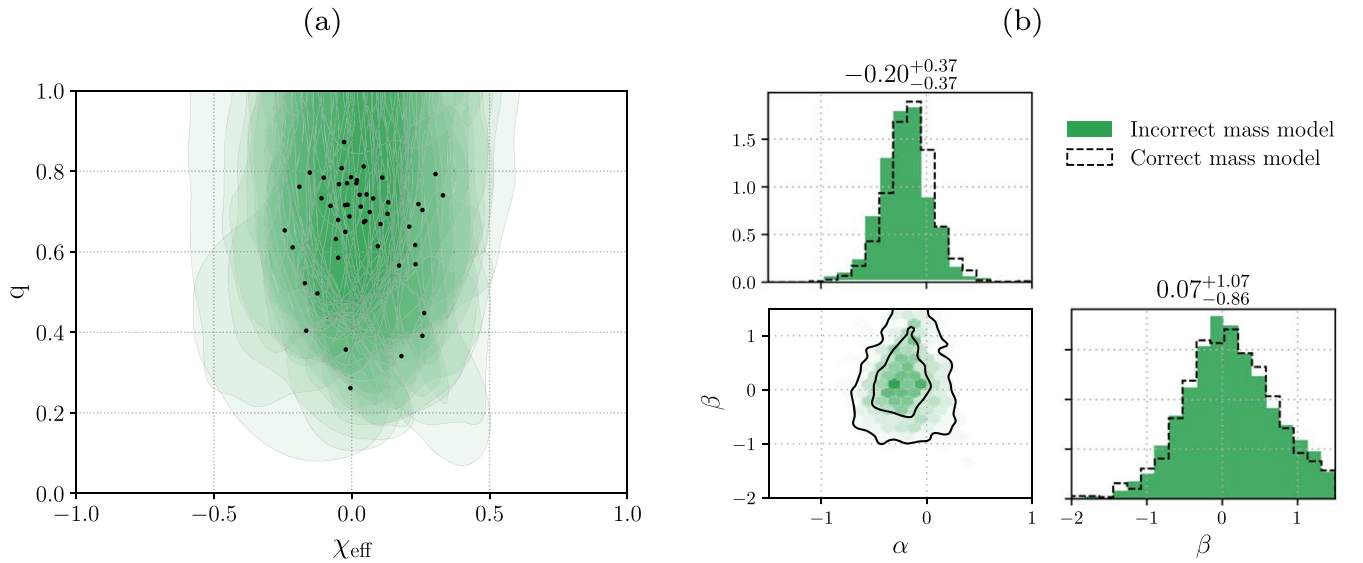 (a)
1.0
0.8
0.6
0.4
0.2
0.0
q
−1.0 −0.5 0.0 0.5 1.0
χeff
(b)
−0.20+0.37−0.37
1.5
1.0
0.5
0.0
Incorrect mass model
Correct mass model
1
0
−1
−2
β
−1 0 1
α
0.07+1.07−0.86
−2 −1 0 1
β